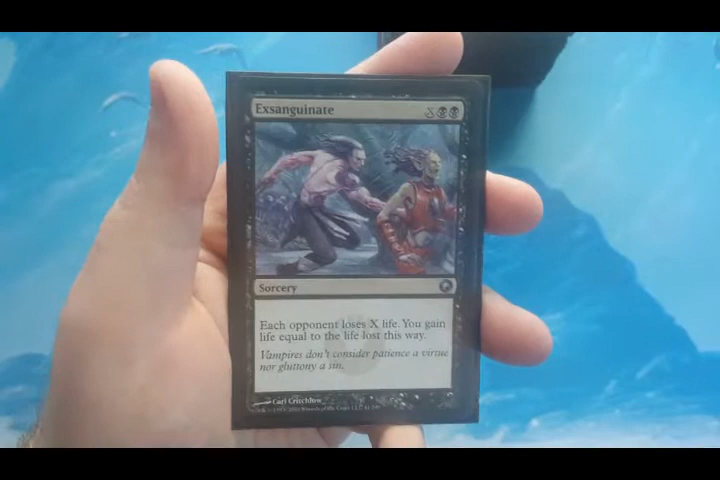 Exsanguinate
X
Sorcery
Each opponent loses X life. You gain
life equal to the life lost this way.
Vampires don't consider patience a virtue
nor gluttony a sin.
Carl Critchlow